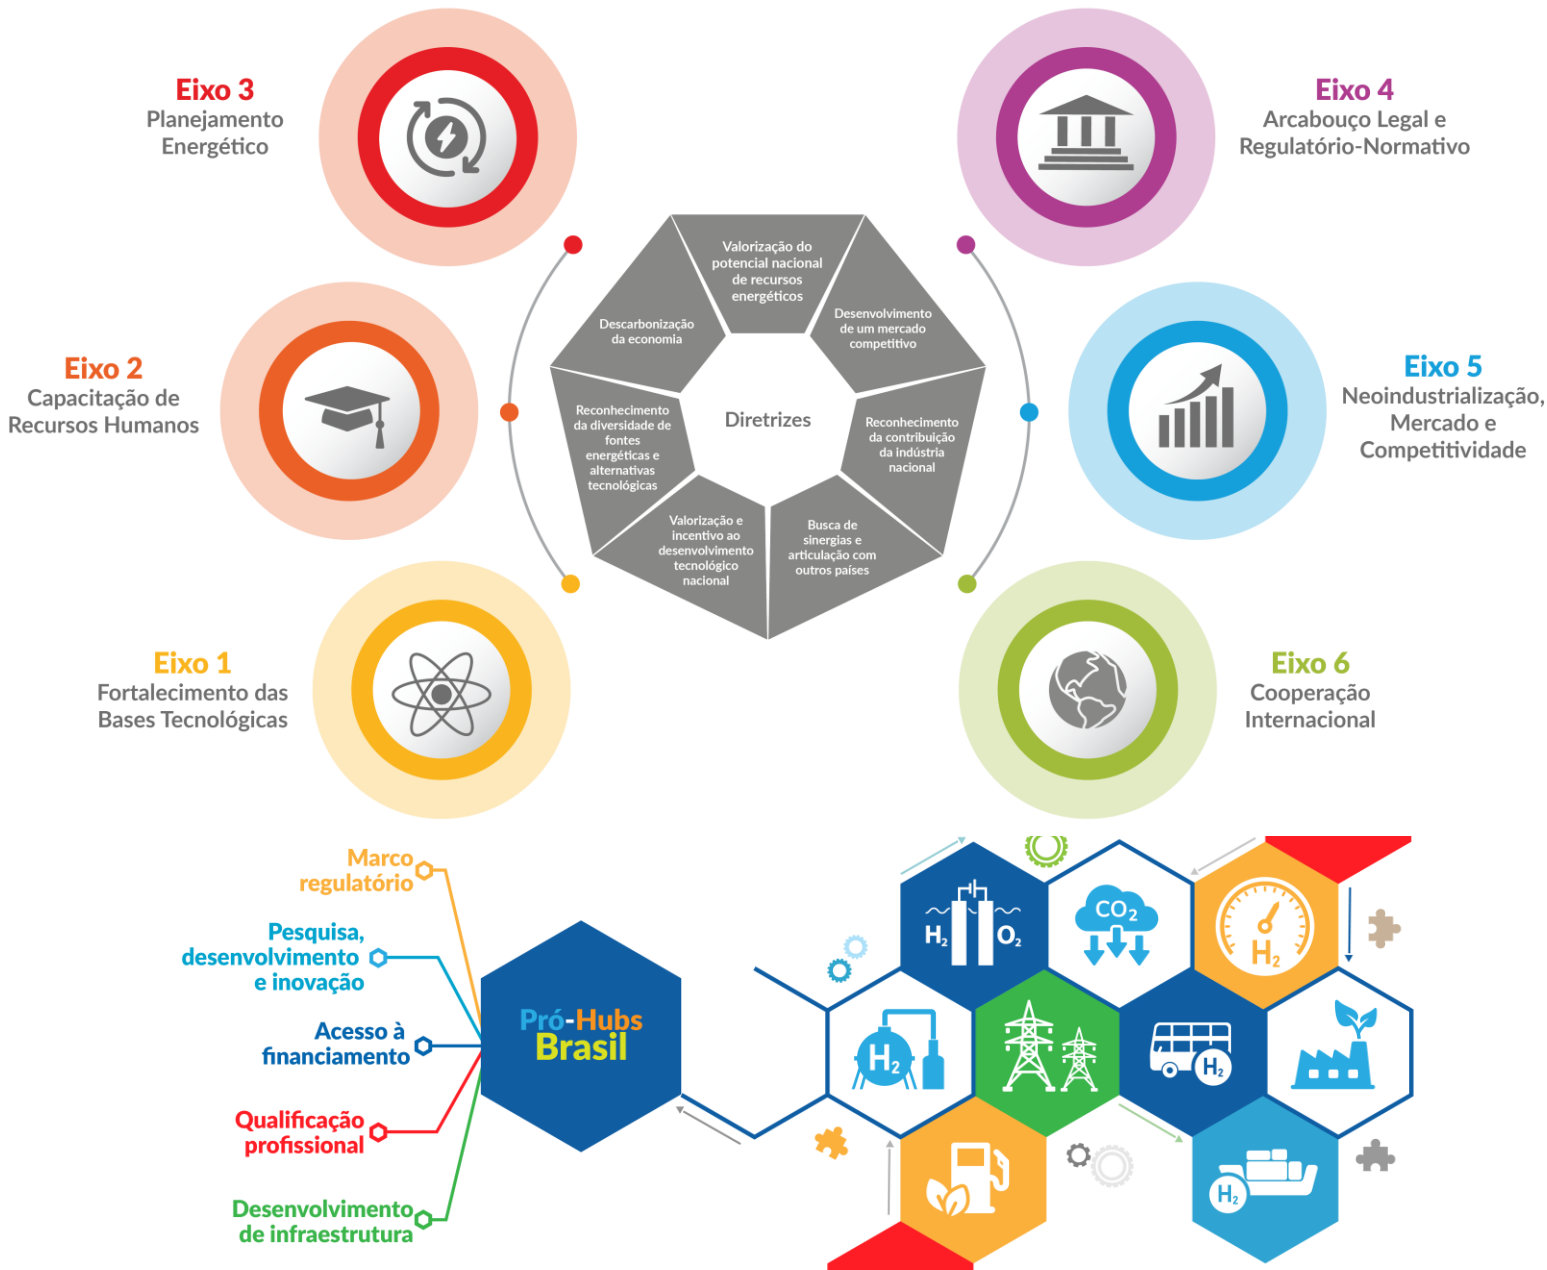 Eixo 3
Planejamento
Energético
Eixo 4
Arcabouço Legal e
Regulatório-Normativo
Eixo 2
Capacitação de
Recursos Humanos
Eixo 5
Neoindustrialização,
Mercado e
Competitividade
Eixo 1
Fortalecimento das
Bases Tecnológicas
Eixo 6
Cooperação
Internacional
Diretrizes
Valorização do
potencial nacional
de recursos
energéticos
Desenvolvimento
de um mercado
competitivo
Reconhecimento
da contribuição
da indústria
nacional
Busca de
sinergias e
articulação com
outros países
Valorização e
incentivo ao
desenvolvimento
tecnológico
nacional
Reconhecimento
da diversidade de
fontes
energéticas e
alternativas
tecnológicas
Descarbonização
da economia
Marco
regulatório
Pesquisa,
desenvolvimento
e inovação
Acesso à
financiamento
Qualificação
profissional
Desenvolvimento
de infraestrutura
Pró-Hubs
Brasil
H₂
O₂
CO₂
H₂
H₂
H₂
H₂